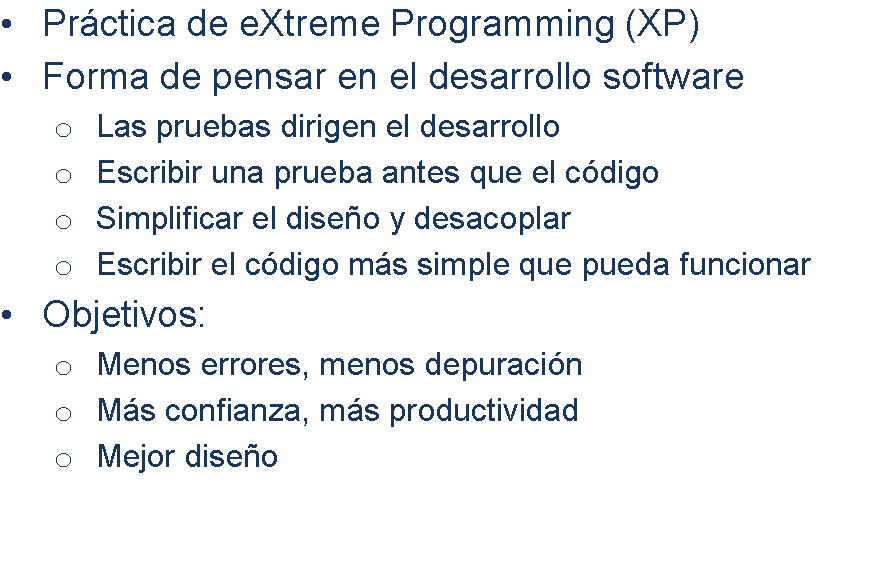 • Práctica de eXtreme Programming (XP)
• Forma de pensar en el desarrollo software
o Las pruebas dirigen el desarrollo
o Escribir una prueba antes que el código
o Simplificar el diseño y desacoplar
o Escribir el código más simple que pueda funcionar
• Objetivos:
o Menos errores, menos depuración
o Más confianza, más productividad
o Mejor diseño